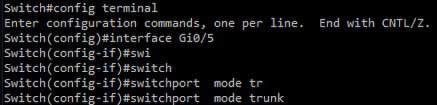 Switch#config terminal
Enter configuration commands, one per line.  End with CNTL/Z.
Switch(config)#interface Gi0/5
Switch(config-if)#swi
Switch(config-if)#switch
Switch(config-if)#switchport  mode tr
Switch(config-if)#switchport  mode trunk